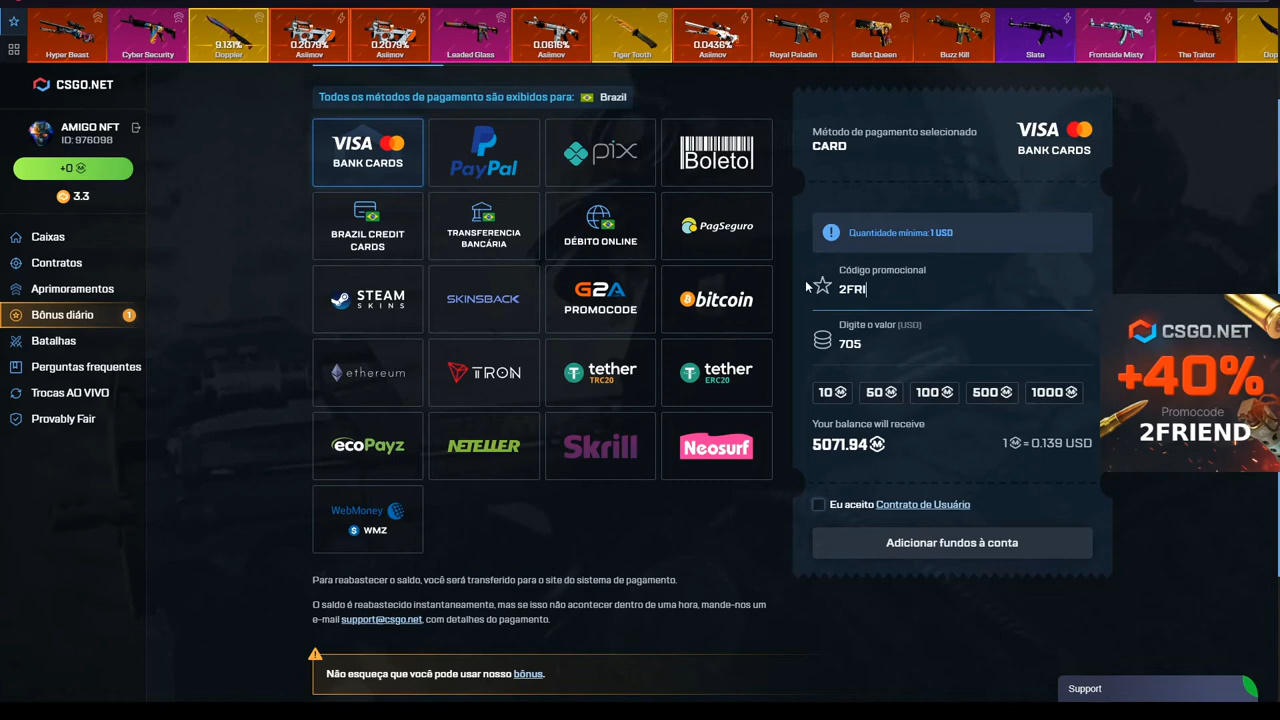 Hyper Beast
Cyber Security
9.131%
Doppler
0.2079%
Asiimov
0.2079%
Asiimov
Leaded Glass
0.0616%
Asiimov
Tiger Tooth
0.0436%
Asiimov
Royal Paladin
Bullet Queen
Buzz Kill
Slate
Frontside Misty
The Traitor
Dop
CSGO.NET
AMIGO NFT
ID: 976098
+0
3.3
Caixas
Contratos
Aprimoramentos
Bônus diário 1
Batalhas
Perguntas frequentes
Trocas AO VIVO
Provably Fair
Todos os métodos de pagamento são exibidos para: Brazil
VISA
BANK CARDS
PayPal
pix
Boleto
BRAZIL CREDIT
CARDS
TRANSFERENCIA
BANCÁRIA
DÉBITO ONLINE
PagSeguro
STEAM
SKINS
SKINSBACK
G2A
PROMOCODE
bitcoin
ethereum
TRON
tether
TRC20
tether
ERC20
ecoPayz
NETELLER
Skrill
Neosurf
WebMoney
WMZ
Para reabastecer o saldo, você será transferido para o site do sistema de pagamento.
O saldo é reabastecido instantaneamente, mas se isso não acontecer dentro de uma hora, mande-nos um
e-mail support@csgo.net, com detalhes do pagamento.
Não esqueça que você pode usar nosso bônus.
Método de pagamento selecionado
CARD
VISA
BANK CARDS
Quantidade mínima: 1 USD
Código promocional
2FRI
Digite o valor (USD)
705
10
50
100
500
1000
Your balance will receive
5071.94
1 = 0.139 USD
Eu aceito Contrato de Usuário
Adicionar fundos à conta
CSGO.NET
+40%
Promocode
2FRIEND
Support